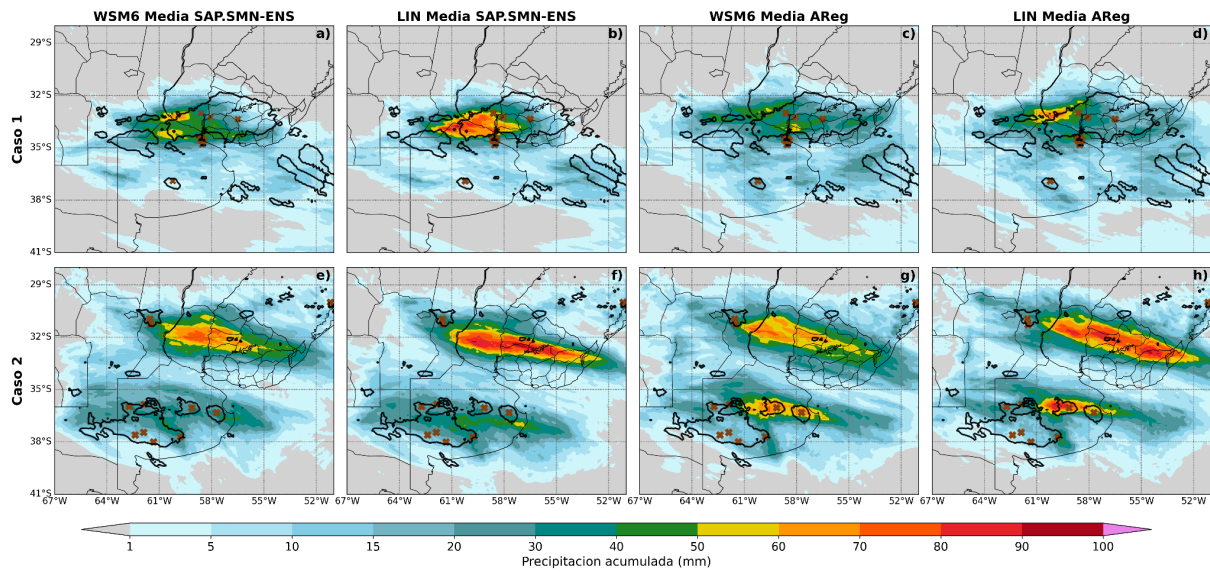 WSM6 Media SAP.SMN-ENS
LIN Media SAP.SMN-ENS
WSM6 Media AReg
LIN Media AReg
Caso 1
29°S
32°S
35°S
38°S
41°S
a)
b)
c)
d)
Caso 2
29°S
32°S
35°S
38°S
41°S
e)
f)
g)
h)
67°W 64°W 61°W 58°W 55°W 52°W
67°W 64°W 61°W 58°W 55°W 52°W
67°W 64°W 61°W 58°W 55°W 52°W
67°W 64°W 61°W 58°W 55°W 52°W
1 5 10 15 20 30 40 50 60 70 80 90 100
Precipitacion acumulada (mm)